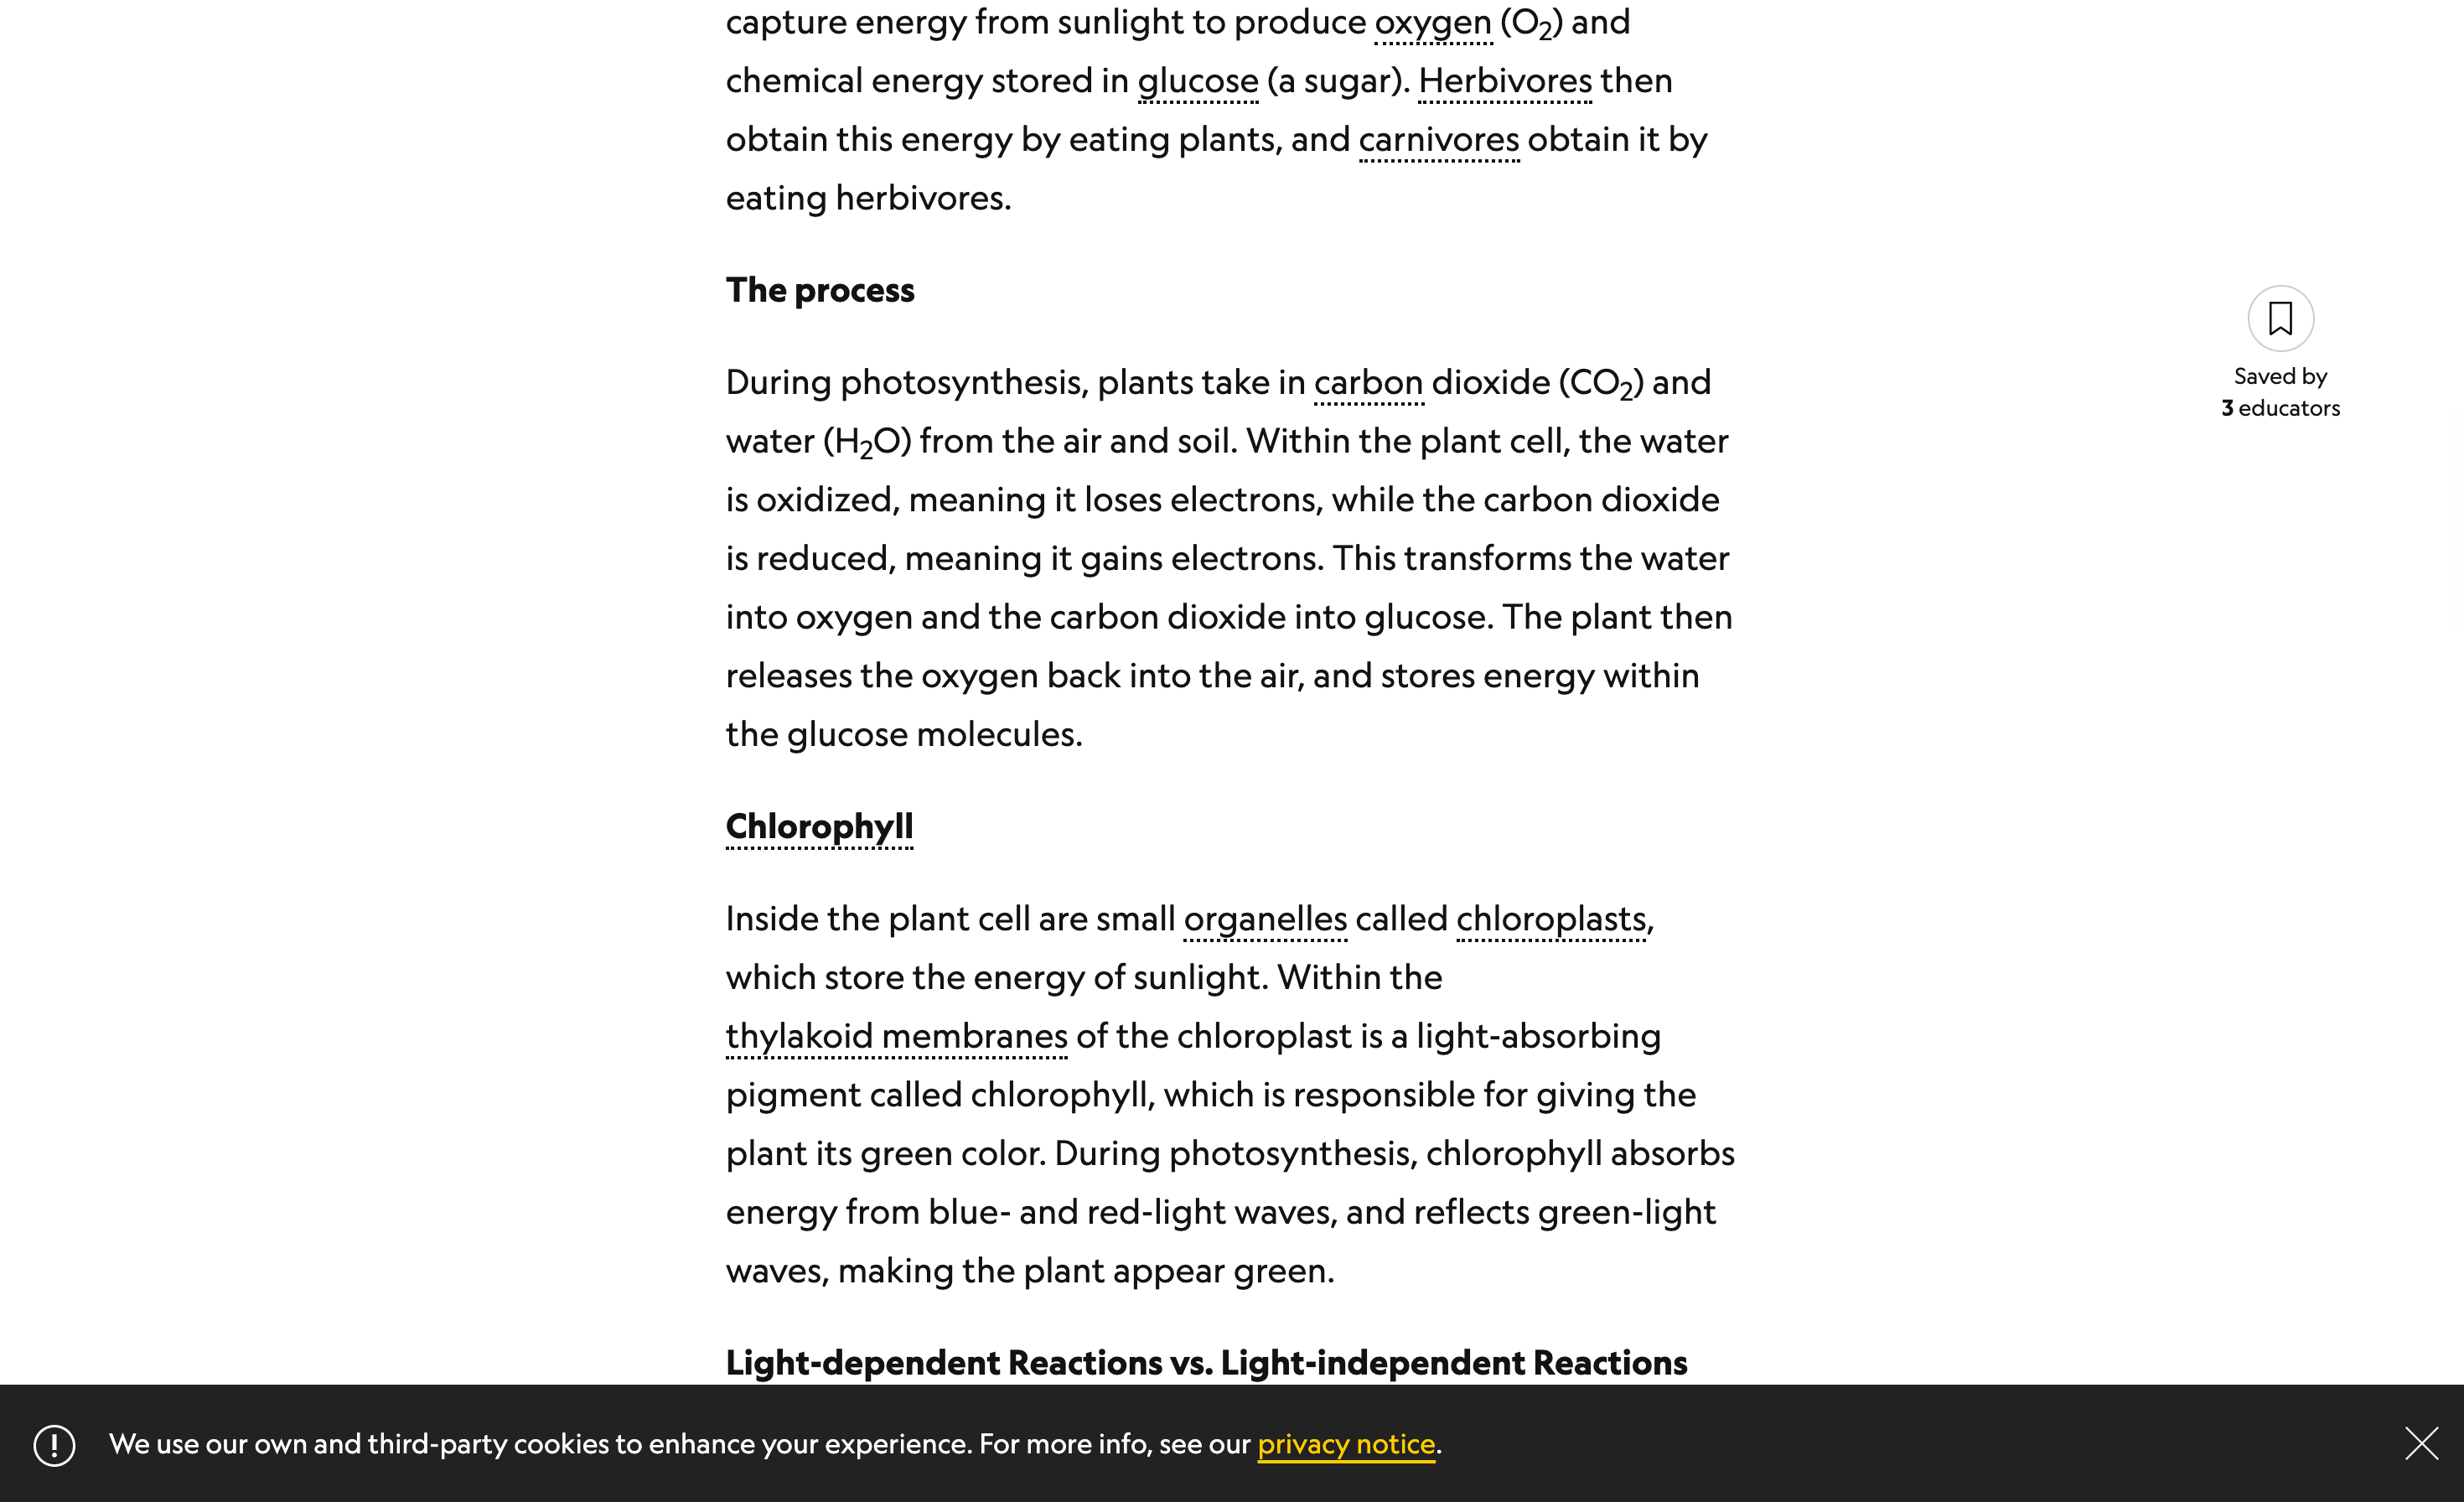 capture energy from sunlight to produce oxygen (O₂) and
chemical energy stored in glucose (a sugar). Herbivores then
obtain this energy by eating plants, and carnivores obtain it by
eating herbivores.
The process
During photosynthesis, plants take in carbon dioxide (CO₂) and
water (H₂O) from the air and soil. Within the plant cell, the water
is oxidized, meaning it loses electrons, while the carbon dioxide
is reduced, meaning it gains electrons. This transforms the water
into oxygen and the carbon dioxide into glucose. The plant then
releases the oxygen back into the air, and stores energy within
the glucose molecules.
Chlorophyll
Inside the plant cell are small organelles called chloroplasts,
which store the energy of sunlight. Within the
thylakoid membranes of the chloroplast is a light-absorbing
pigment called chlorophyll, which is responsible for giving the
plant its green color. During photosynthesis, chlorophyll absorbs
energy from blue- and red-light waves, and reflects green-light
waves, making the plant appear green.
Light-dependent Reactions vs. Light-independent Reactions
Saved by
3 educators
We use our own and third-party cookies to enhance your experience. For more info, see our privacy notice.